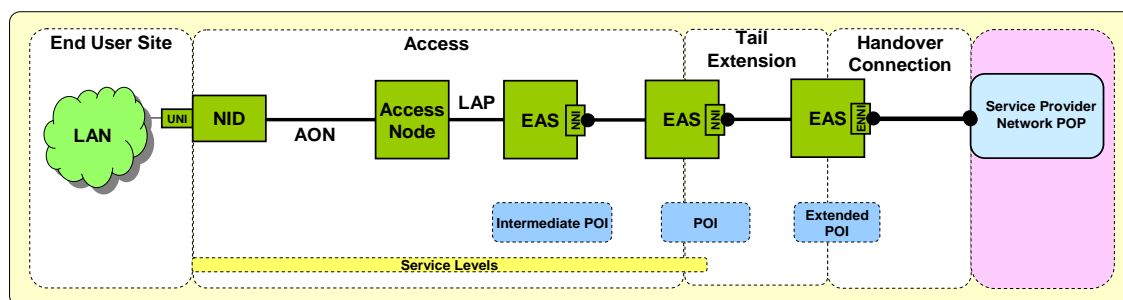 End User Site
Access
Tail
Extension
Handover
Connection
LAN
UNI
NID
AON
Access
Node
LAP
EAS
NNI
EAS
NNI
EAS
ENNI
Service Provider
Network POP
Intermediate POI
POI
Extended
POI
Service Levels